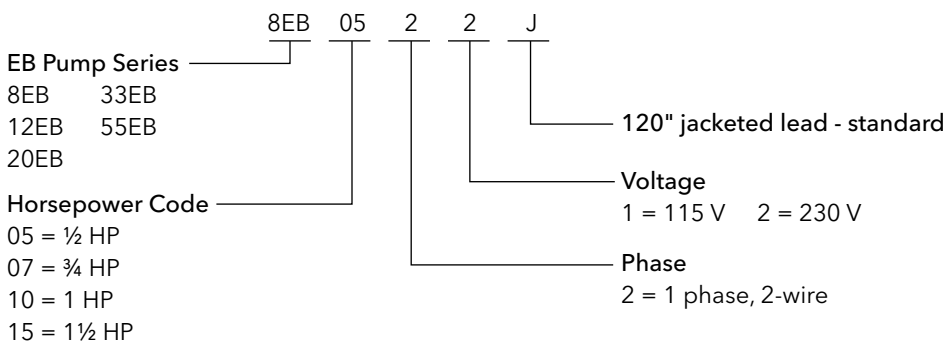 8EB 05 2 2 J
EB Pump Series
8EB 33EB
12EB 55EB
20EB
Horsepower Code
05 = ½ HP
07 = ¾ HP
10 = 1 HP
15 = 1½ HP
120" jacketed lead - standard
Voltage
1 = 115 V 2 = 230 V
Phase
2 = 1 phase, 2-wire